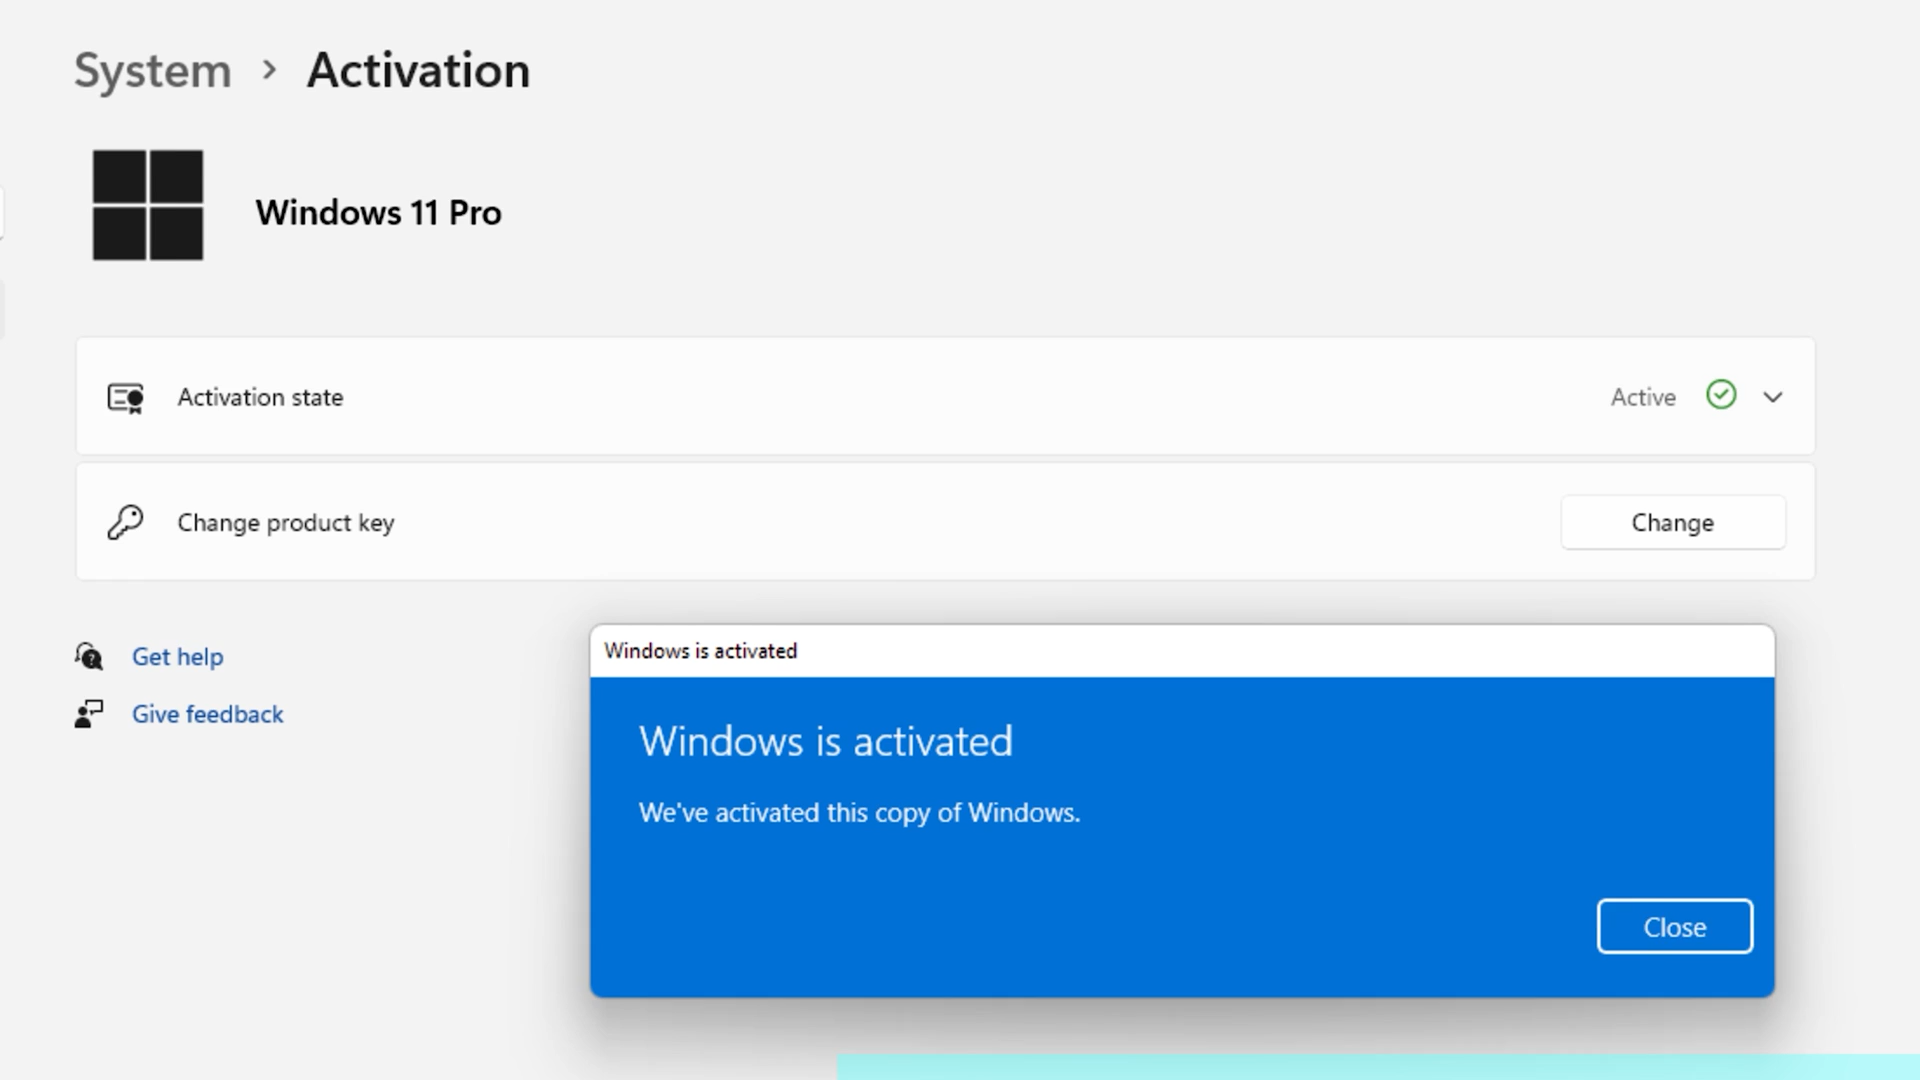 System > Activation
Windows 11 Pro
Activation state
Active
Change product key
Change
Get help
Give feedback
Windows is activated
Windows is activated
We've activated this copy of Windows.
Close